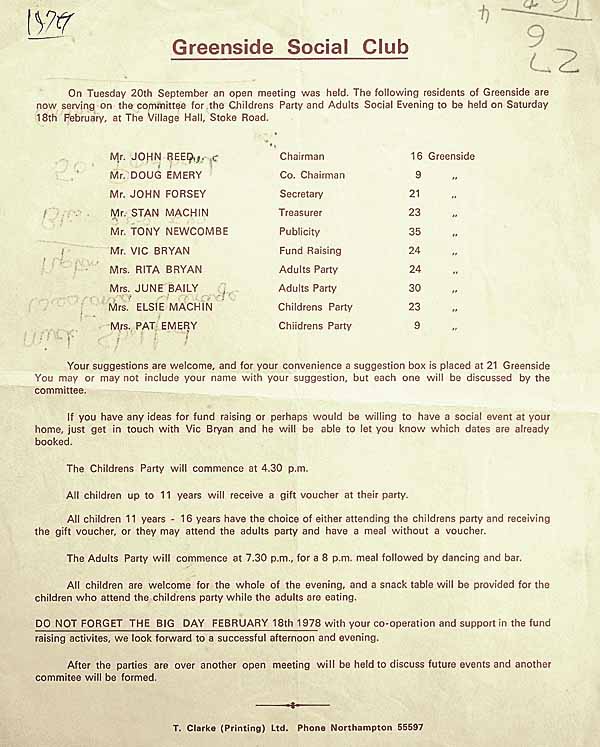 1977
4
6
27
Greenside Social Club
On Tuesday 20th September an open meeting was held. The following residents of Greenside are
now serving on the committee for the Childrens Party and Adults Social Evening to be held on Saturday
18th February, at The Village Hall, Stoke Road.
Mr. JOHN REED Chairman 16 Greenside
Mr. DOUG EMERY Co. Chairman 9 ,,
Mr. JOHN FORSEY Secretary 21 ,,
Mr. STAN MACHIN Treasurer 23 ,,
Mr. TONY NEWCOMBE Publicity 35 ,,
Mr. VIC BRYAN Fund Raising 24 ,,
Mrs. RITA BRYAN Adults Party 24 ,,
Mrs. JUNE BAILY Adults Party 30 ,,
Mrs. ELSIE MACHIN Childrens Party 23 ,,
Mrs. PAT EMERY Childrens Party 9 ,,
Your suggestions are welcome, and for your convenience a suggestion box is placed at 21 Greenside
You may or may not include your name with your suggestion, but each one will be discussed by the
committee.
If you have any ideas for fund raising or perhaps would be willing to have a social event at your
home, just get in touch with Vic Bryan and he will be able to let you know which dates are already
booked.
The Childrens Party will commence at 4.30 p.m.
All children up to 11 years will receive a gift voucher at their party.
All children 11 years - 16 years have the choice of either attending the childrens party and receiving
the gift voucher, or they may attend the adults party and have a meal without a voucher.
The Adults Party will commence at 7.30 p.m., for a 8 p.m. meal followed by dancing and bar.
All children are welcome for the whole of the evening, and a snack table will be provided for the
children who attend the childrens party while the adults are eating.
DO NOT FORGET THE BIG DAY FEBRUARY 18th 1978 with your co-operation and support in the fund
raising activites, we look forward to a successful afternoon and evening.
After the parties are over another open meeting will be held to discuss future events and another
commitee will be formed.
T. Clarke (Printing) Ltd. Phone Northampton 55597